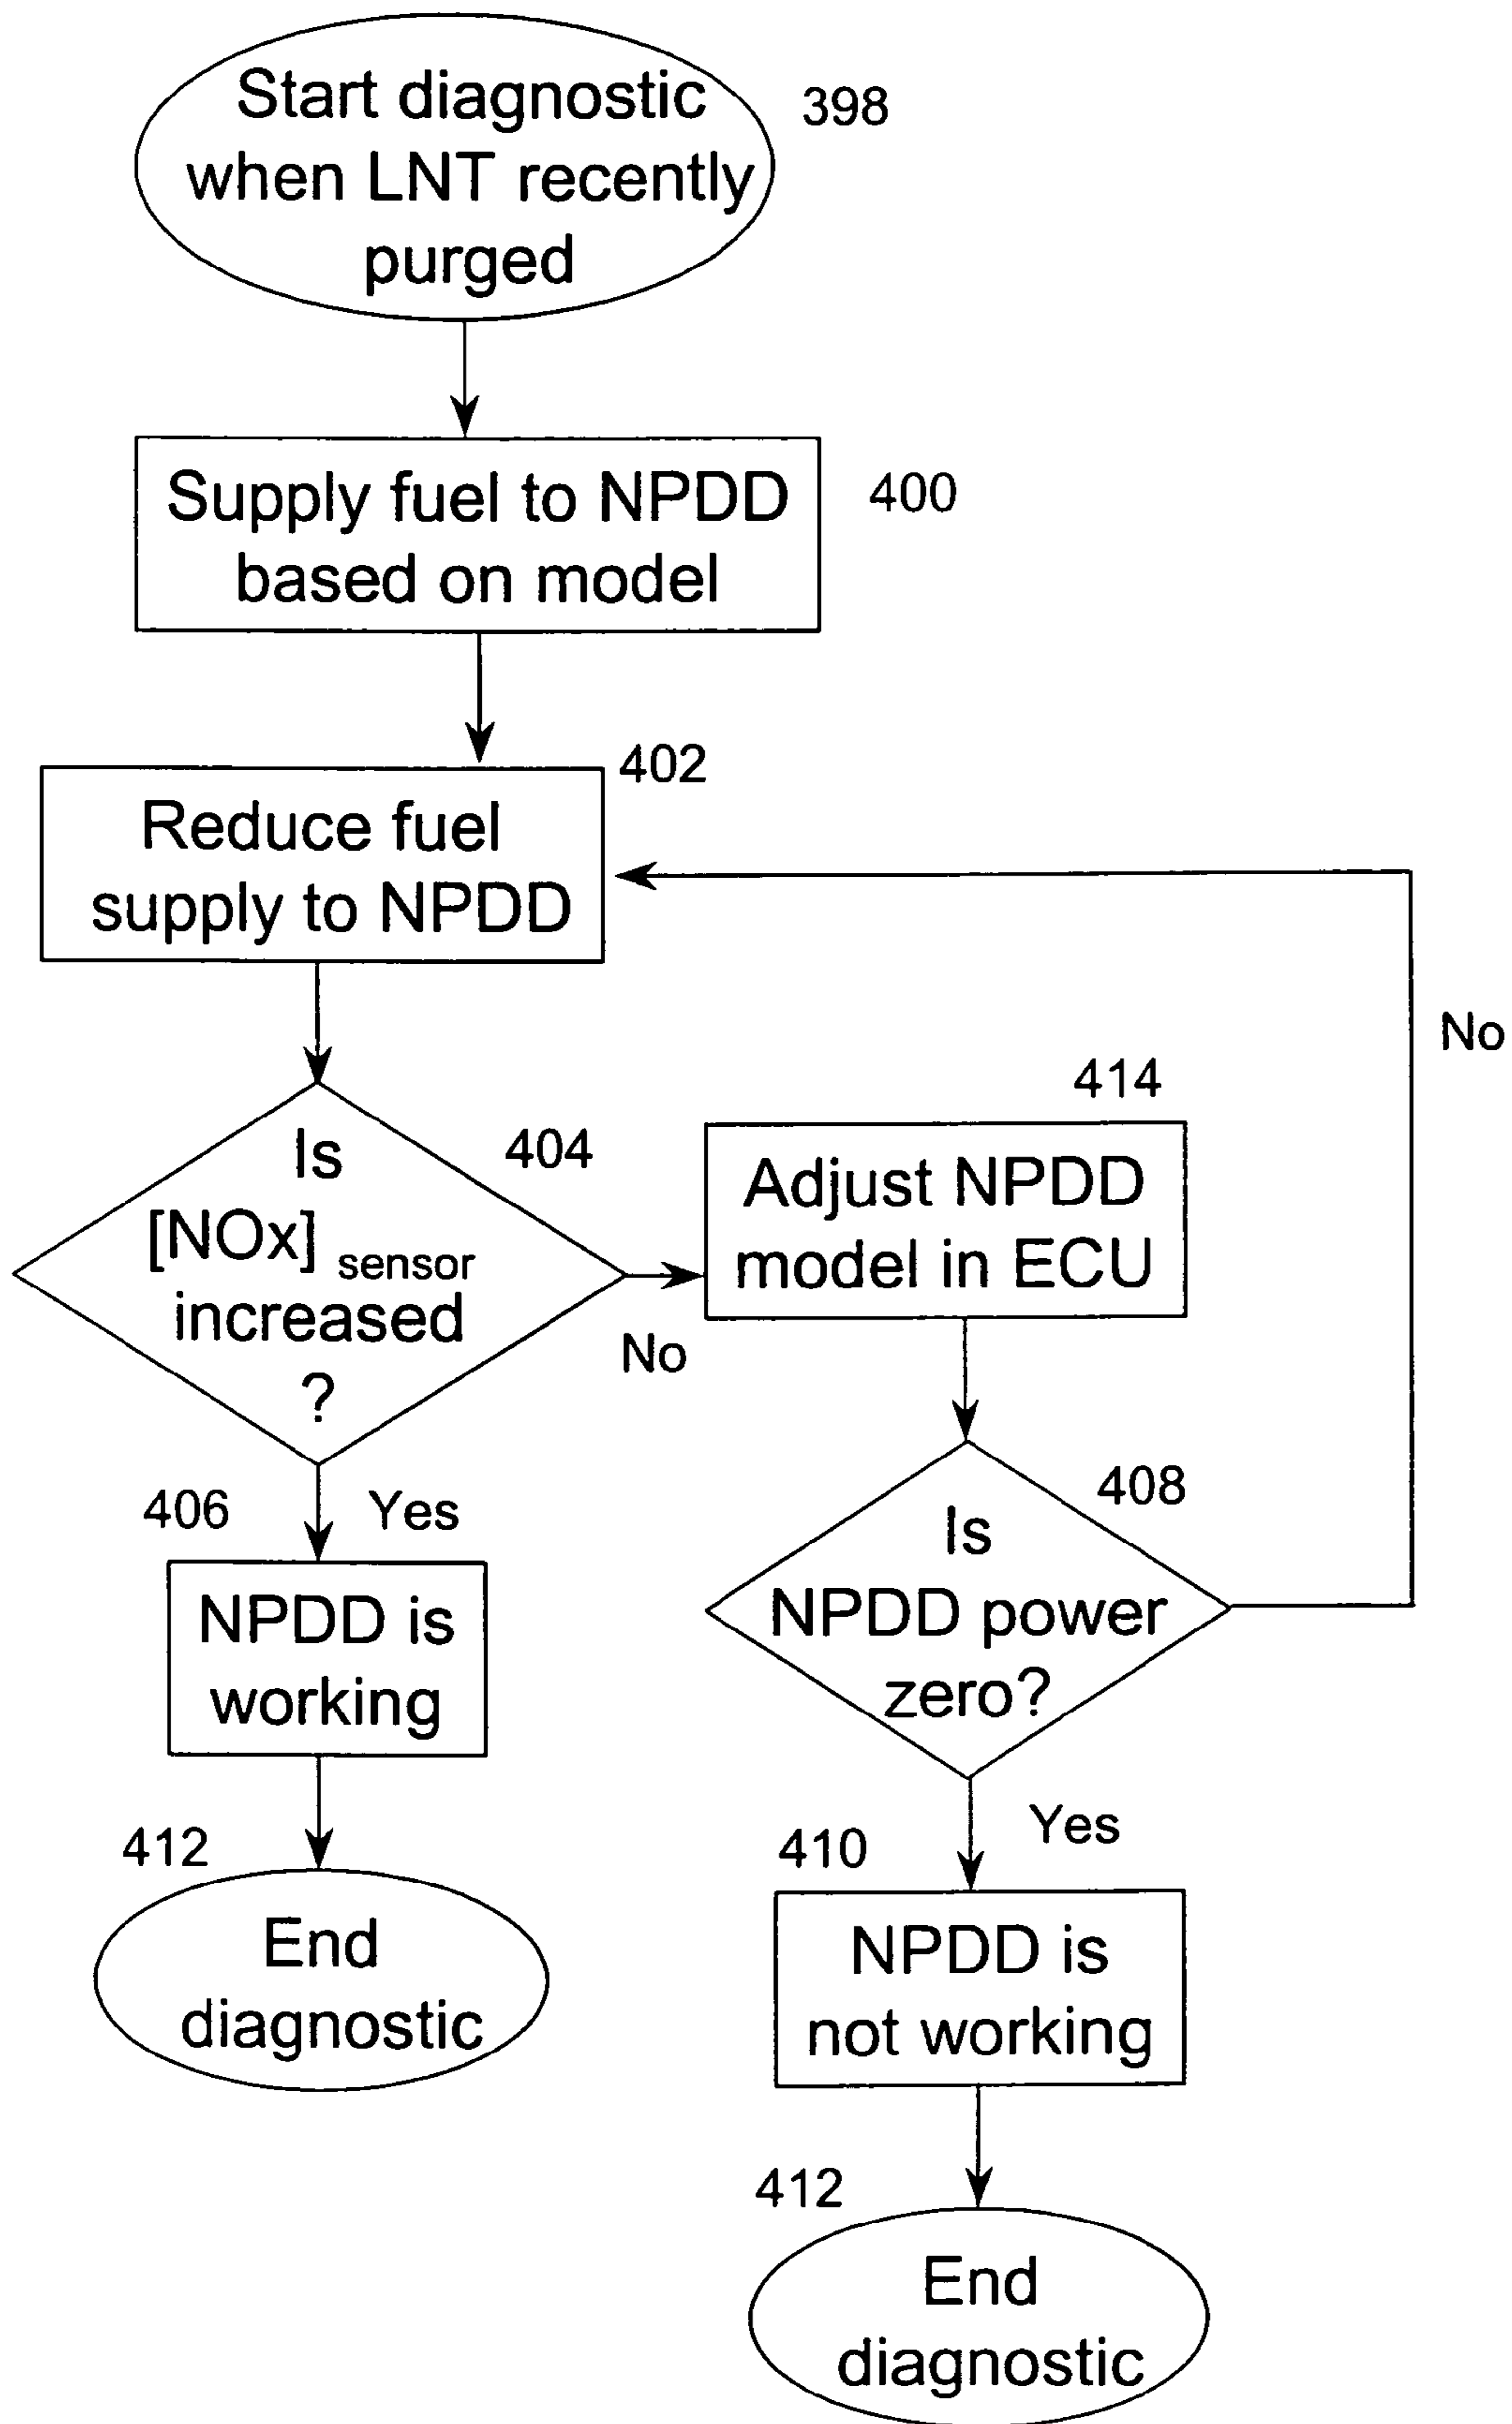 Start diagnostic
when LNT recently
purged
398
Supply fuel to NPDD
based on model
400
402
Reduce fuel
supply to NPDD
No
414
Is
[NOx] sensor
increased
?
404
Adjust NPDD
model in ECU
No
408
406
Yes
Is
NPDD power
zero?
NPDD is
working
Yes
412
410
End
diagnostic
NPDD is
not working
412
End
diagnostic